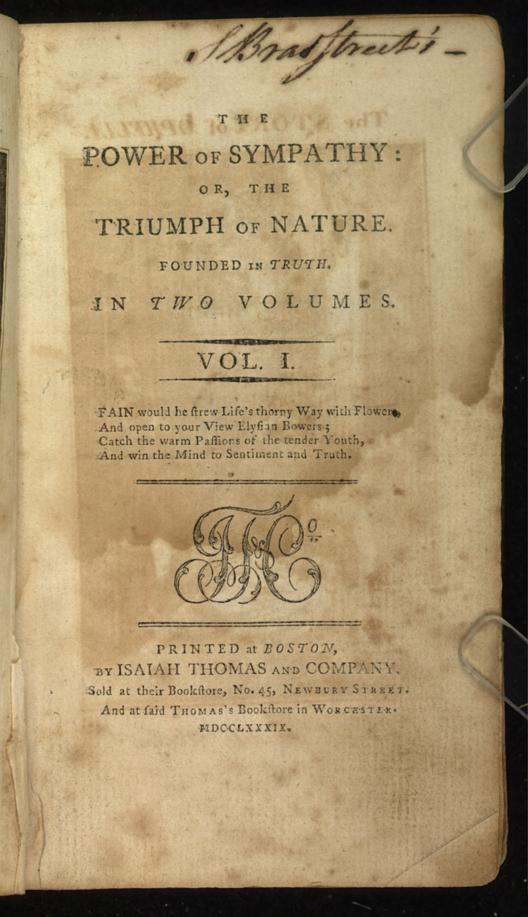 S Bradstreet's –
THE
POWER OF SYMPATHY:
OR, THE
TRIUMPH OF NATURE.
FOUNDED IN TRUTH.
IN TWO VOLUMES.
VOL. I.
FAIN would he ſtrew Life's thorny Way with Flowers,
And open to your View Elyſian Bowers;
Catch the warm Paſſions of the tender Youth,
And win the Mind to Sentiment and Truth.
PRINTED at BOSTON,
BY ISAIAH THOMAS AND COMPANY.
Sold at their Bookſtore, No. 45, NEWBURY STREET.
And at ſaid THOMAS's Bookſtore in WORCESTER.
MDCCLXXXIX.